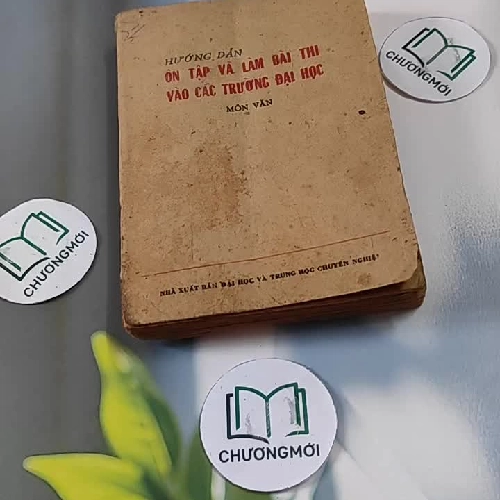 HƯỚNG DẪN
ÔN TẬP VÀ LÀM BÀI THI
VÀO CÁC TRƯỜNG ĐẠI HỌC
MÔN VĂN
NHÀ XUẤT BẢN ĐẠI HỌC VÀ TRUNG HỌC CHUYÊN NGHIỆP
CHƯƠNGMỚI
CHƯƠNGMỚI
CHƯƠNGMỚI